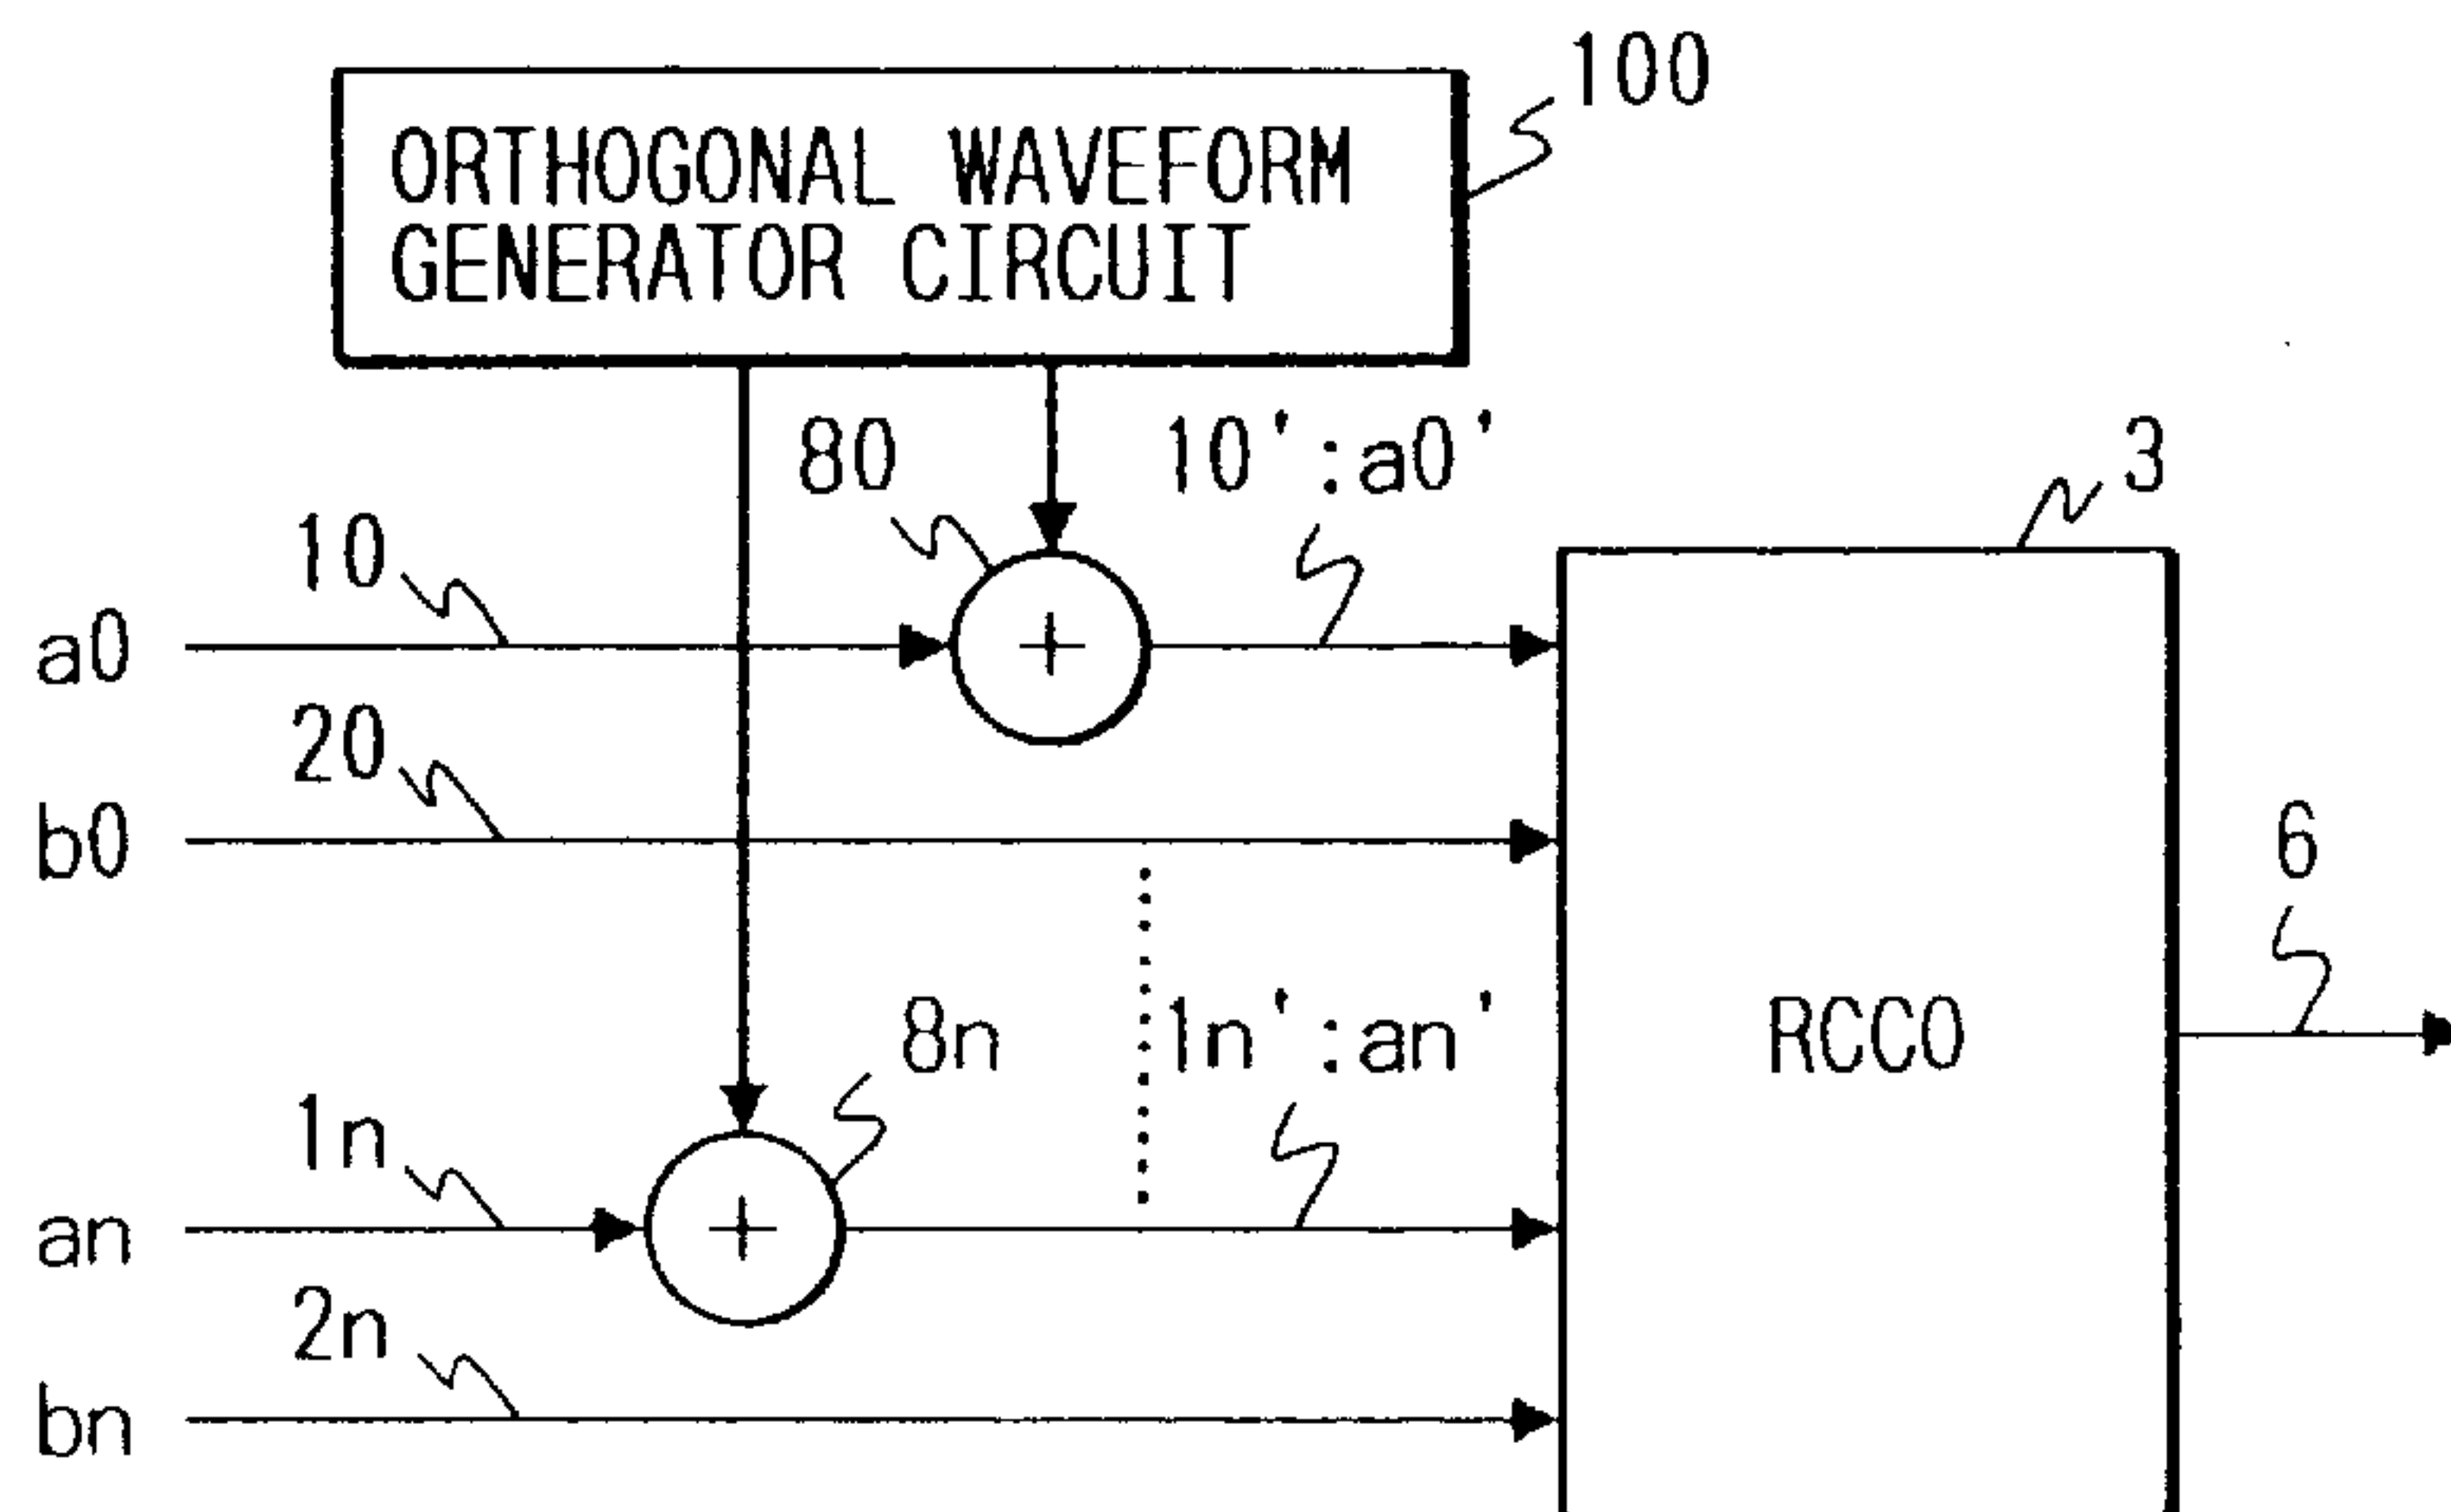 100
ORTHOGONAL WAVEFORM
GENERATOR CIRCUIT
80
10':a0'
3
10
a0
20
b0
6
8n
1n':an'
RCCO
1n
an
2n
bn